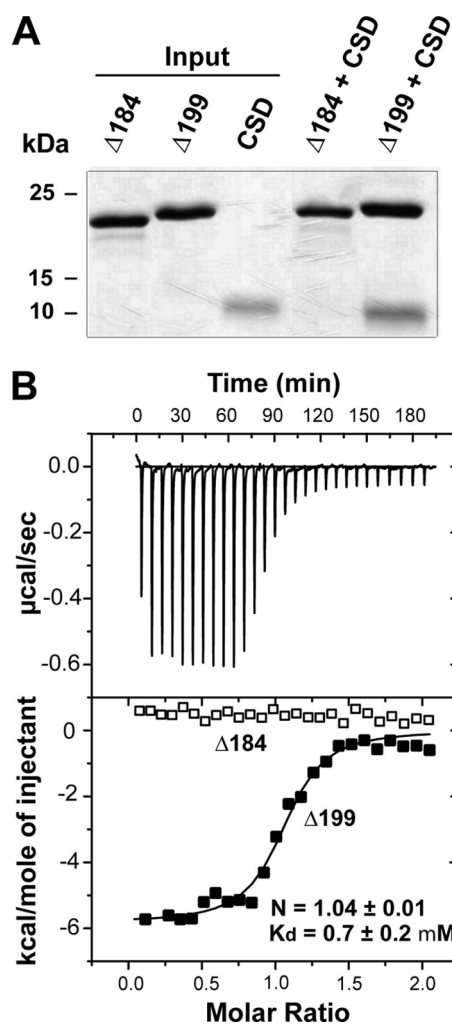 A
Input
Δ184 Δ199 CSD Δ184 + CSD Δ199 + CSD
kDa
25
15
10
B
Time (min)
0 30 60 90 120 150 180
0.0
-0.2
-0.4
-0.6
µcal/sec
0
-2
-4
-6
kcal/mole of injectant
Δ184
Δ199
N = 1.04 ± 0.01
Kd = 0.7 ± 0.2 mM
0.0 0.5 1.0 1.5 2.0
Molar Ratio